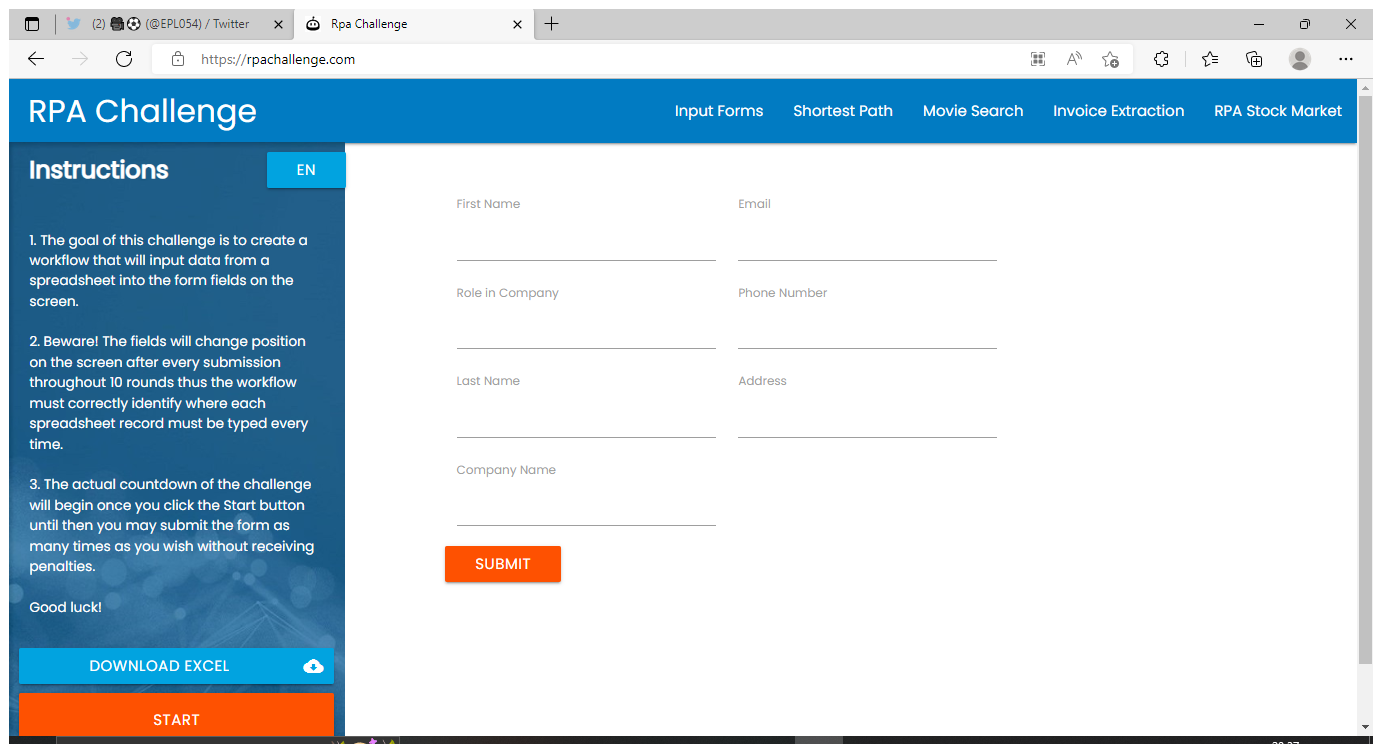 (2) (@EPL054) / Twitter
Rpa Challenge
https://rpachallenge.com
RPA Challenge
Input Forms
Shortest Path
Movie Search
Invoice Extraction
RPA Stock Market
Instructions
EN
1. The goal of this challenge is to create a
workflow that will input data from a
spreadsheet into the form fields on the
screen.
2. Beware! The fields will change position
on the screen after every submission
throughout 10 rounds thus the workflow
must correctly identify where each
spreadsheet record must be typed every
time.
3. The actual countdown of the challenge
will begin once you click the Start button
until then you may submit the form as
many times as you wish without receiving
penalties.
Good luck!
DOWNLOAD EXCEL
START
First Name
Email
Role in Company
Phone Number
Last Name
Address
Company Name
SUBMIT